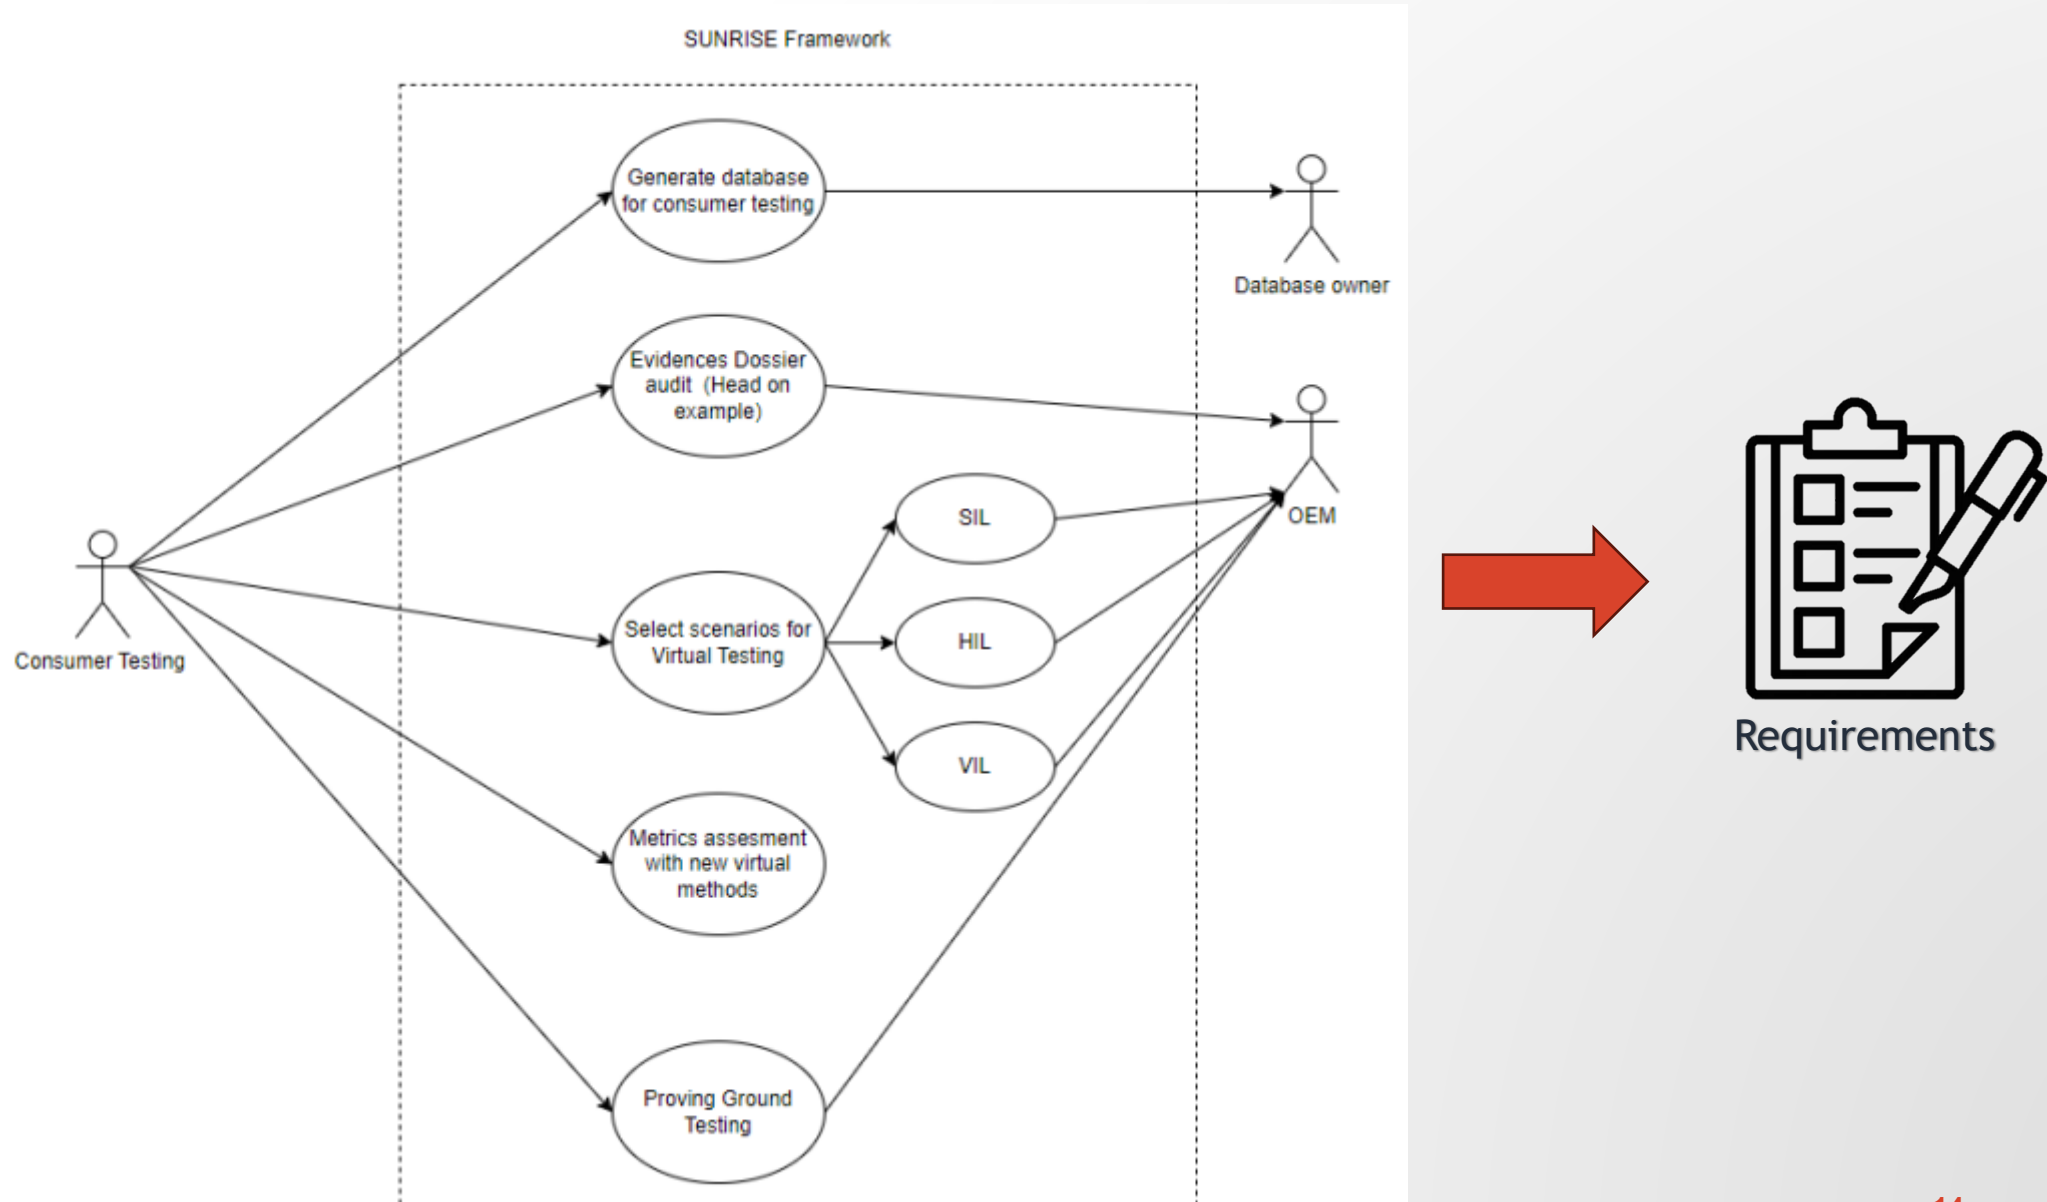 SUNRISE Framework
Generate database
for consumer testing
Database owner
Evidences Dossier
audit (Head on
example)
OEM
SIL
HIL
VIL
Select scenarios for
Virtual Testing
Consumer Testing
Metrics assesment
with new virtual
methods
Proving Ground
Testing
Requirements